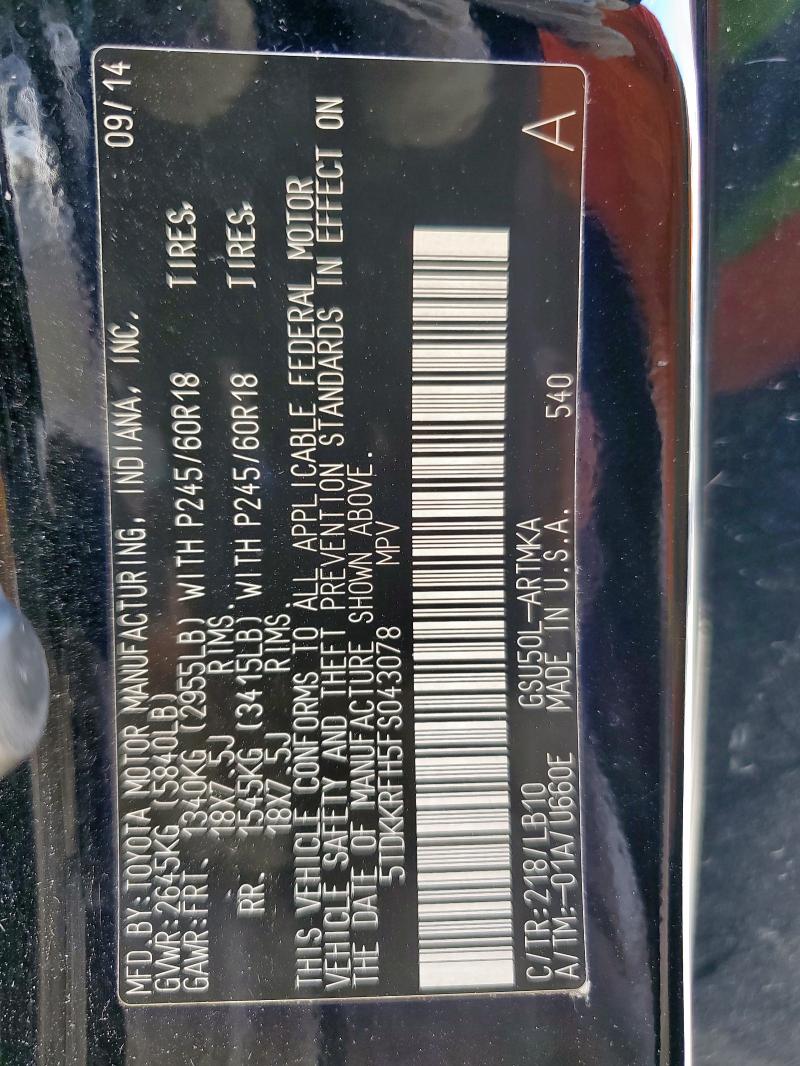 MFD.BY:TOYOTA MOTOR MANUFACTURING, INDIANA, INC. 09/14
GVWR:2645KG (5840LB)
GAWR:FRT. 1340KG (2955LB) WITH P245/60R18 TIRES,
18X7.5J RIMS.
RR. 1545KG (3415LB) WITH P245/60R18 TIRES,
18X7.5J RIMS.
THIS VEHICLE CONFORMS TO ALL APPLICABLE FEDERAL MOTOR
VEHICLE SAFETY AND THEFT PREVENTION STANDARDS IN EFFECT ON
THE DATE OF MANUFACTURE SHOWN ABOVE.
5TDKKRFH5FS043078 MPV
C/TR:218/LB10 GSU50L-ARTMKA
A/TM:-01A/U660E MADE IN U.S.A. 540 A